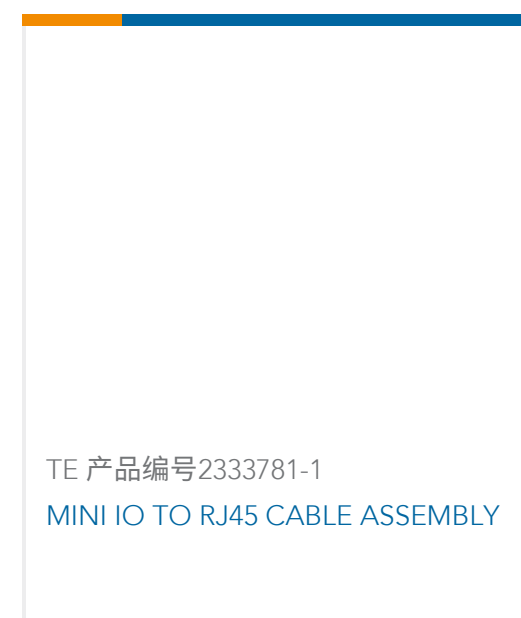 TE 产品编号2333781-1
MINI IO TO RJ45 CABLE ASSEMBLY